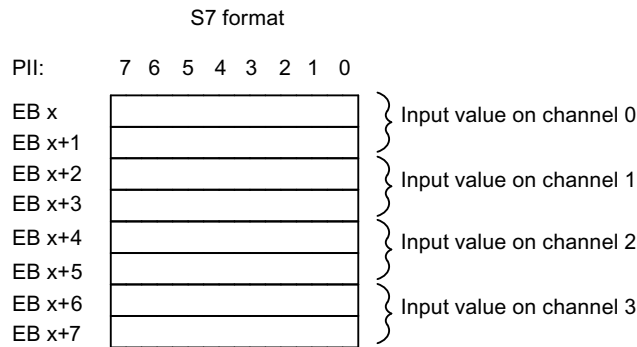 S7 format
PII: 7 6 5 4 3 2 1 0
EB x
Input value on channel 0
EB x+1
EB x+2
Input value on channel 1
EB x+3
EB x+4
Input value on channel 2
EB x+5
EB x+6
Input value on channel 3
EB x+7